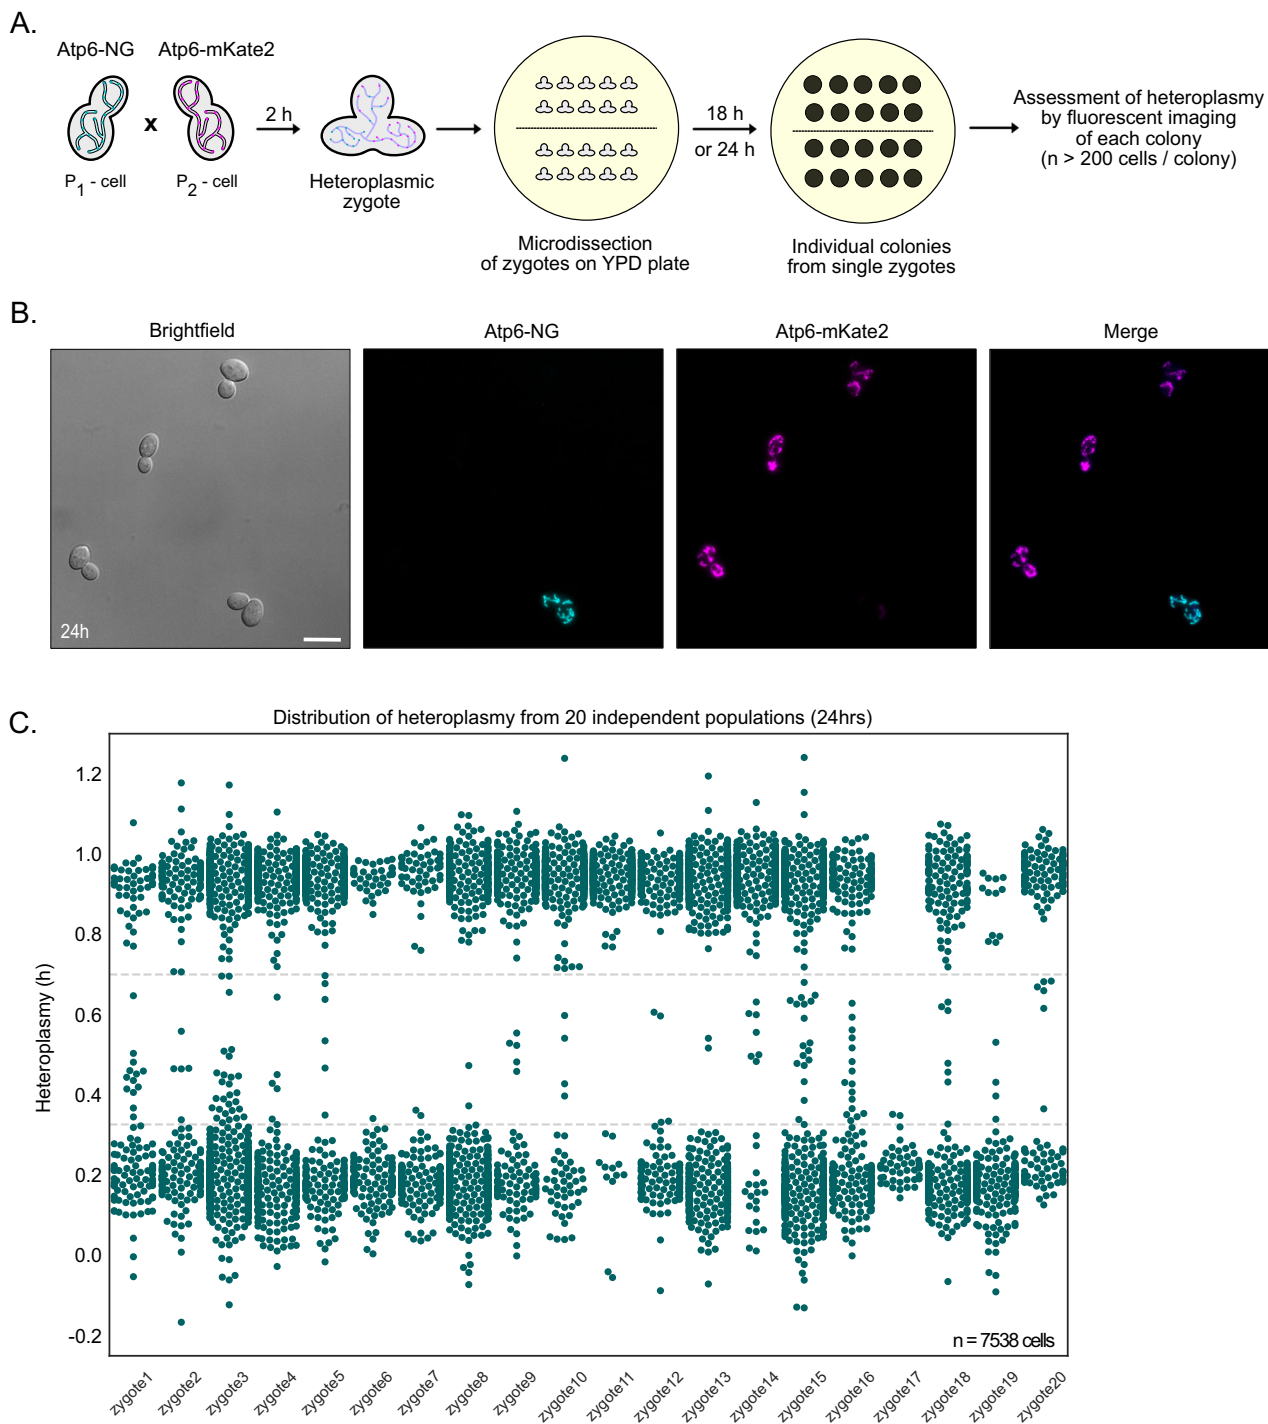 A.
Atp6-NG Atp6-mKate2
x
2 h
18 h
or 24 h
P1 - cell P2 - cell
Heteroplasmic
zygote
Microdissection
of zygotes on YPD plate
Individual colonies
from single zygotes
Assessment of heteroplasmy
by fluorescent imaging
of each colony
(n > 200 cells / colony)
B.
Brightfield Atp6-NG Atp6-mKate2 Merge
24h
C.
Distribution of heteroplasmy from 20 independent populations (24hrs)
Heteroplasmy (h)
1.2
1.0
0.8
0.6
0.4
0.2
0.0
-0.2
n = 7538 cells
zygote1 zygote2 zygote3 zygote4 zygote5 zygote6 zygote7 zygote8 zygote9 zygote10 zygote11 zygote12 zygote13 zygote14 zygote15 zygote16 zygote17 zygote18 zygote19 zygote20